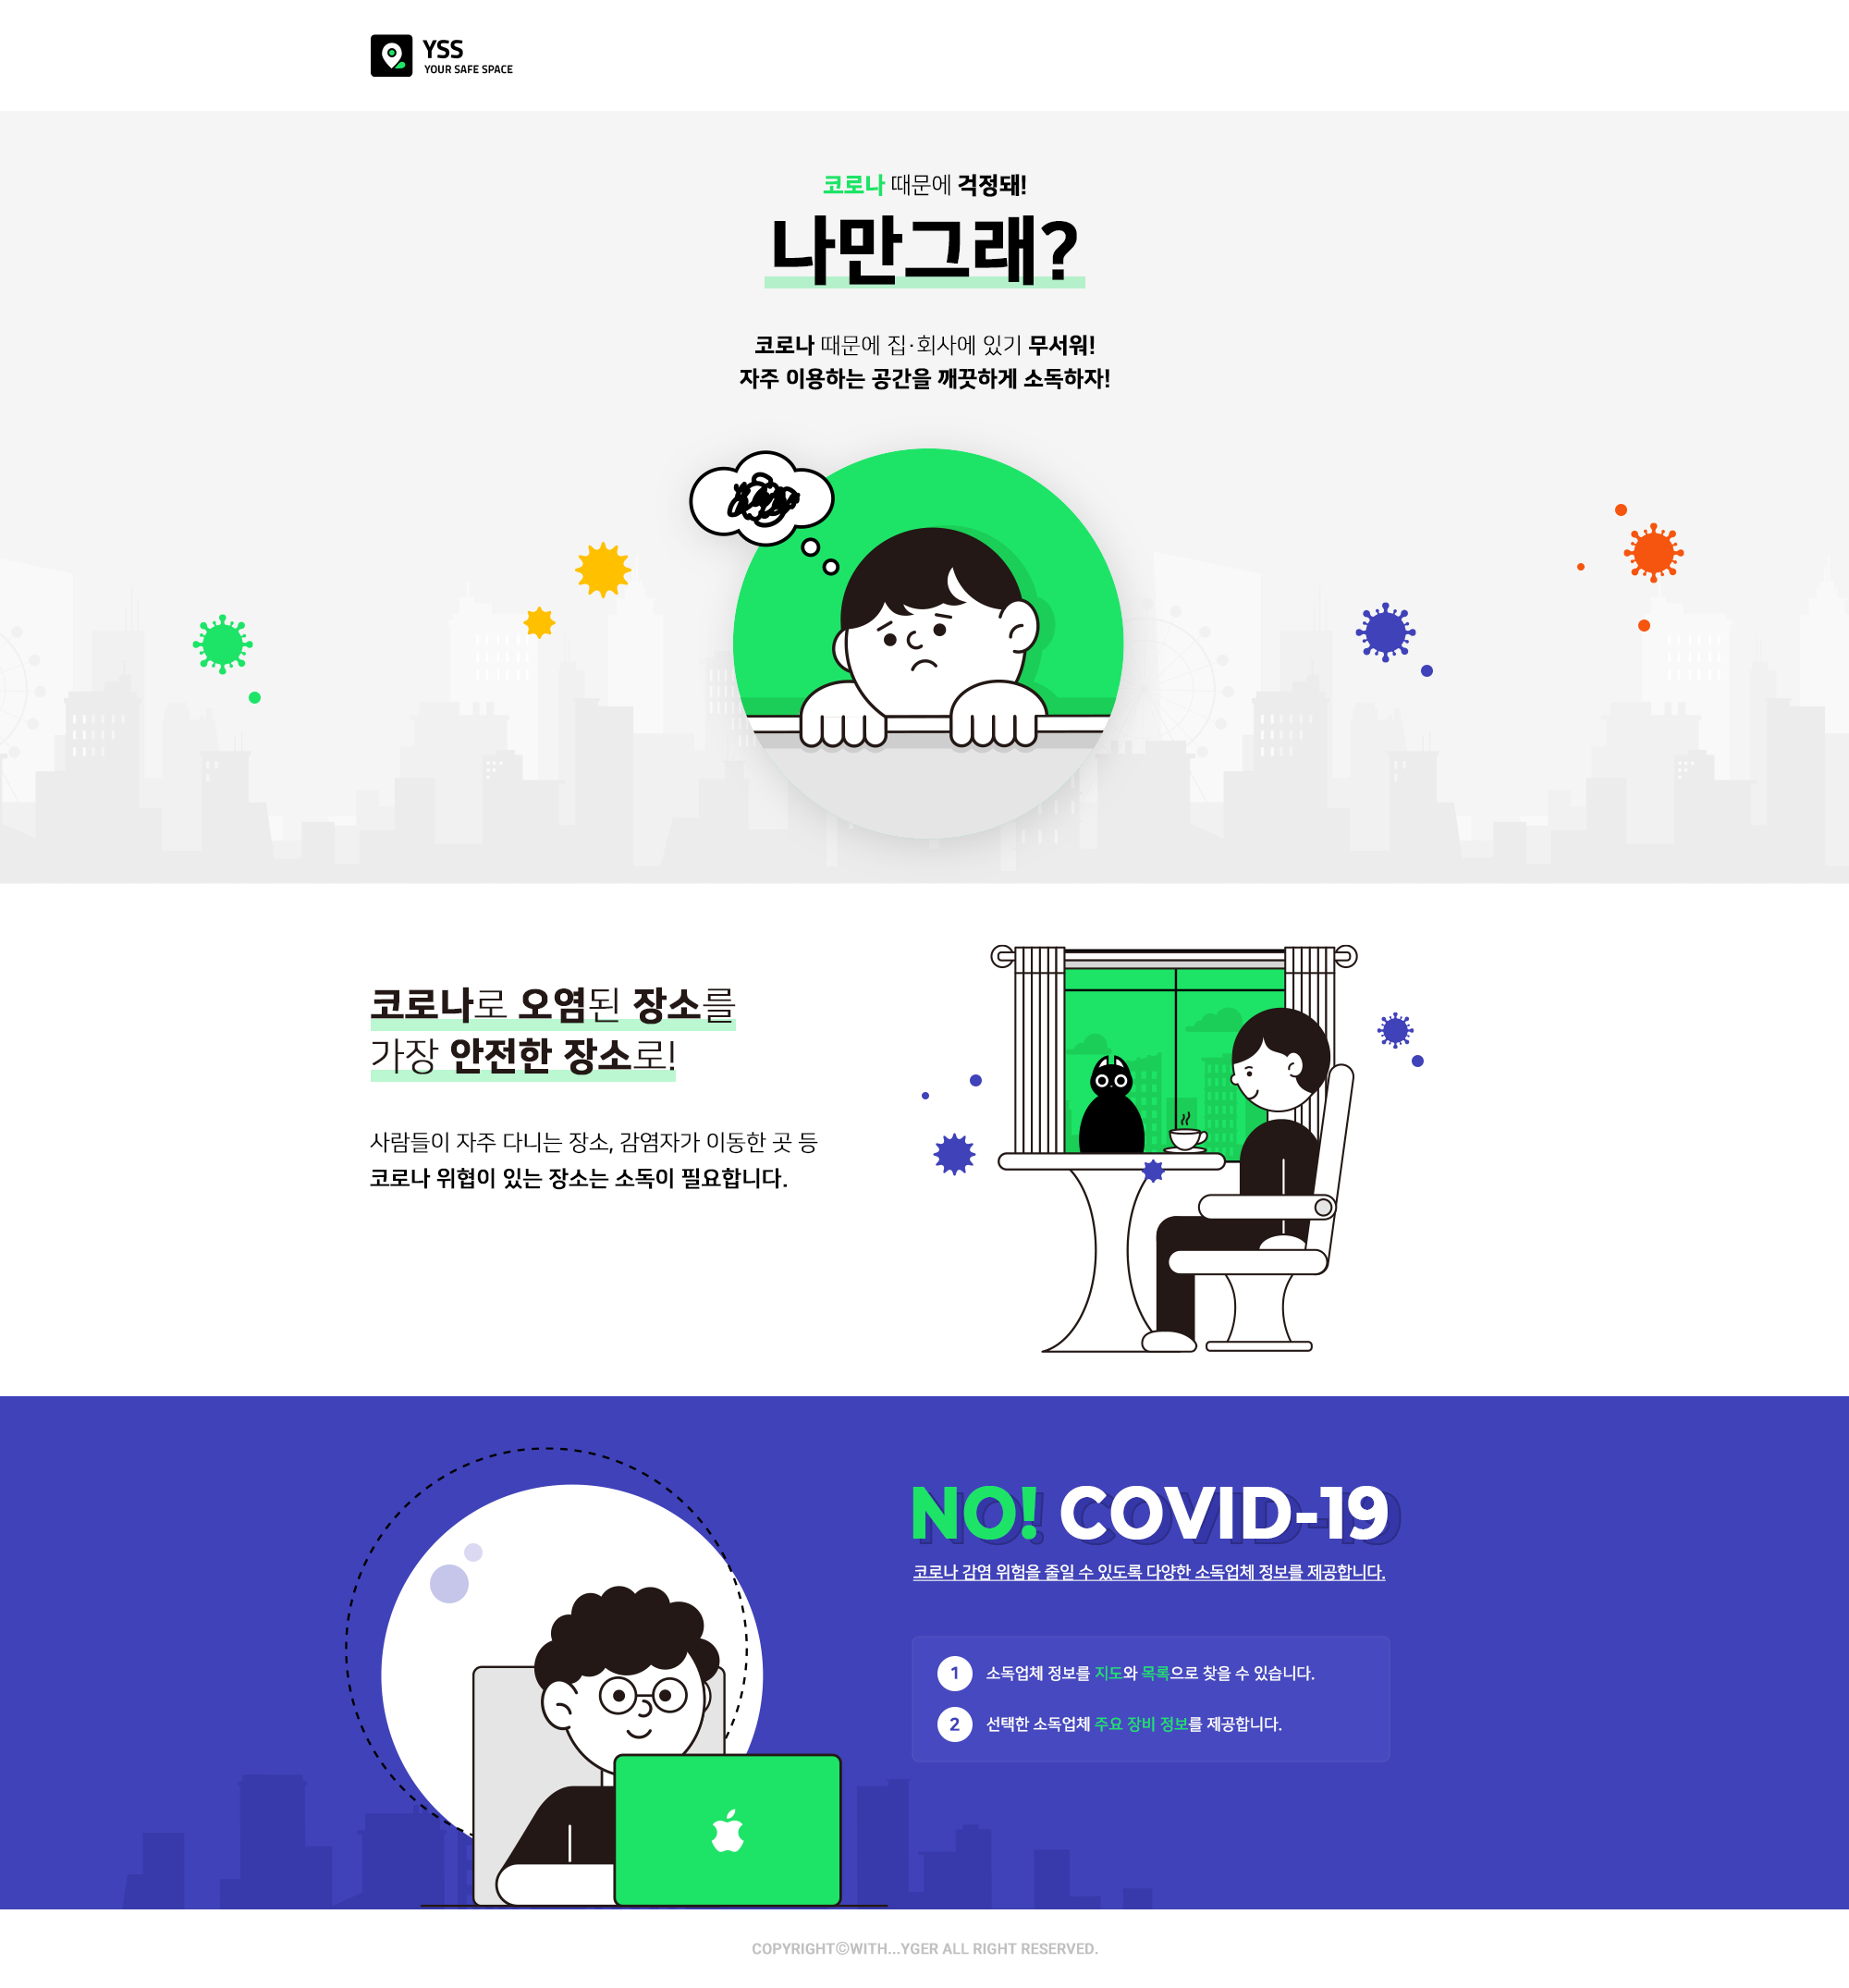 YSS
YOUR SAFE SPACE
코로나 때문에 걱정돼!
나만그래?
코로나 때문에 집·회사에 있기 무서워!
자주 이용하는 공간을 깨끗하게 소독하자!
코로나로 오염된 장소를
가장 안전한 장소로!
사람들이 자주 다니는 장소, 감염자가 이동한 곳 등
코로나 위협이 있는 장소는 소독이 필요합니다.
NO! COVID-19
코로나 감염 위험을 줄일 수 있도록 다양한 소독업체 정보를 제공합니다.
1 소독업체 정보를 지도와 목록으로 찾을 수 있습니다.
2 선택한 소독업체 주요 장비 정보를 제공합니다.
COPYRIGHT©WITH...YGER ALL RIGHT RESERVED.